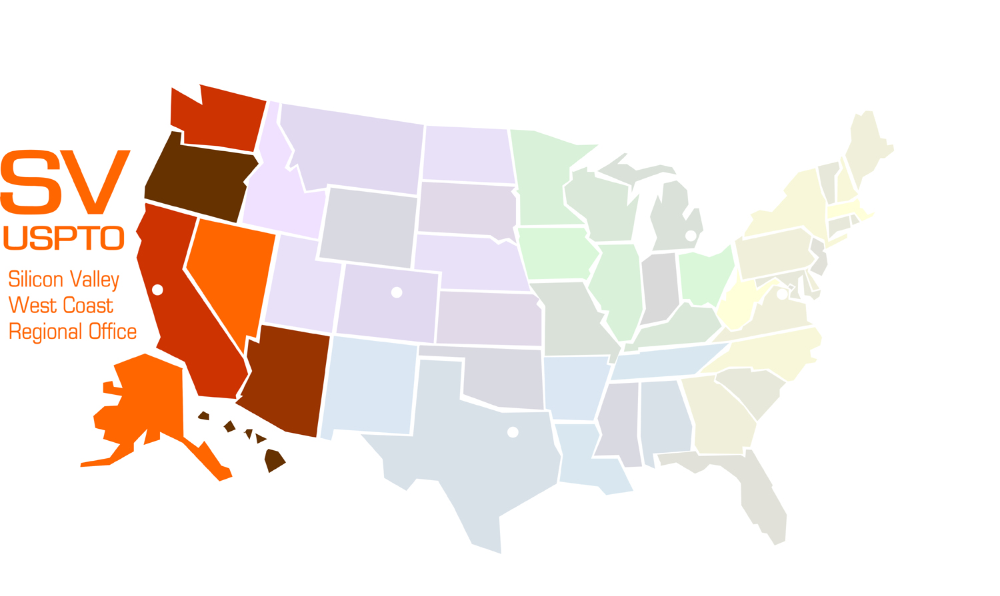 SV
USPTO
Silicon Valley
West Coast
Regional Office